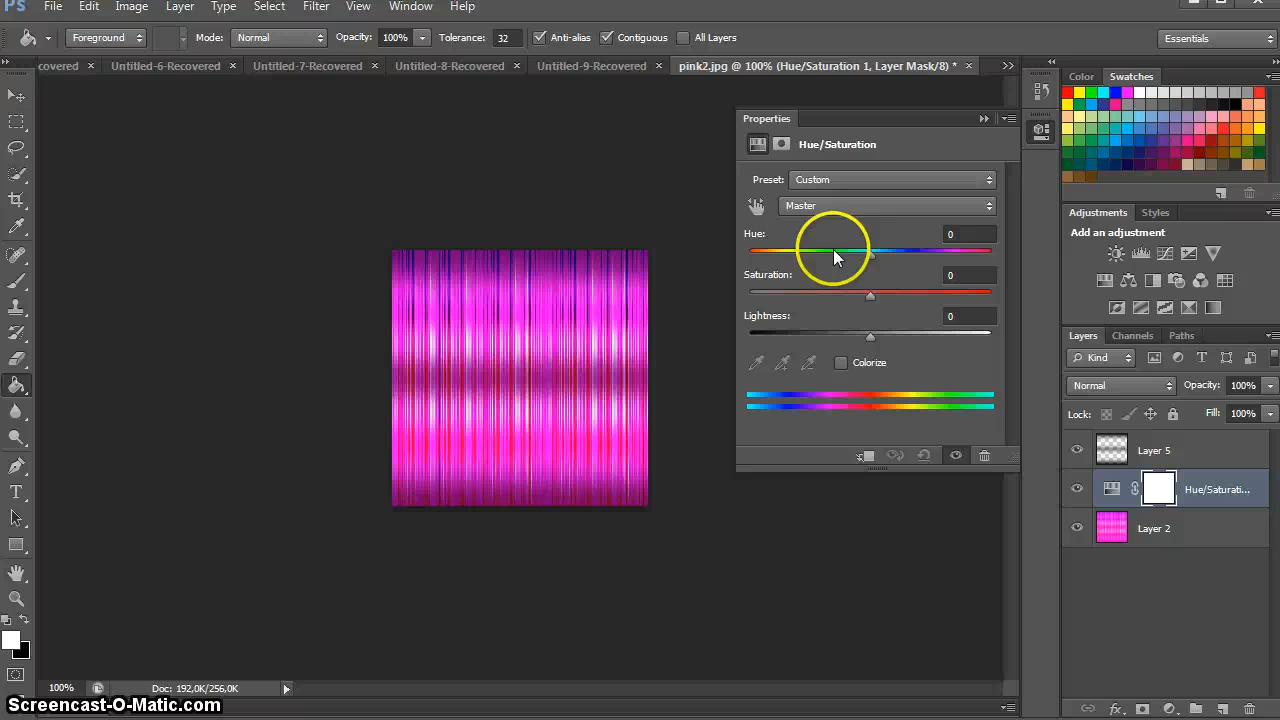 Ps File Edit Image Layer Type Select Filter View Window Help
Foreground Mode: Normal Opacity: 100% Tolerance: 32 Anti-alias Contiguous All Layers Essentials
covered × Untitled-6-Recovered × Untitled-7-Recovered × Untitled-8-Recovered × Untitled-9-Recovered × pink2.jpg @ 100% (Hue/Saturation 1, Layer Mask/8) * ×
Color Swatches
Properties
Hue/Saturation
Preset: Custom
Master
Hue: 0
Saturation: 0
Lightness: 0
Colorize
Adjustments Styles
Add an adjustment
Layers Channels Paths
Kind
Normal Opacity: 100%
Lock: Fill: 100%
Layer 5
Hue/Saturati...
Layer 2
100% Doc: 192,0K/256,0K
Screencast-O-Matic.com